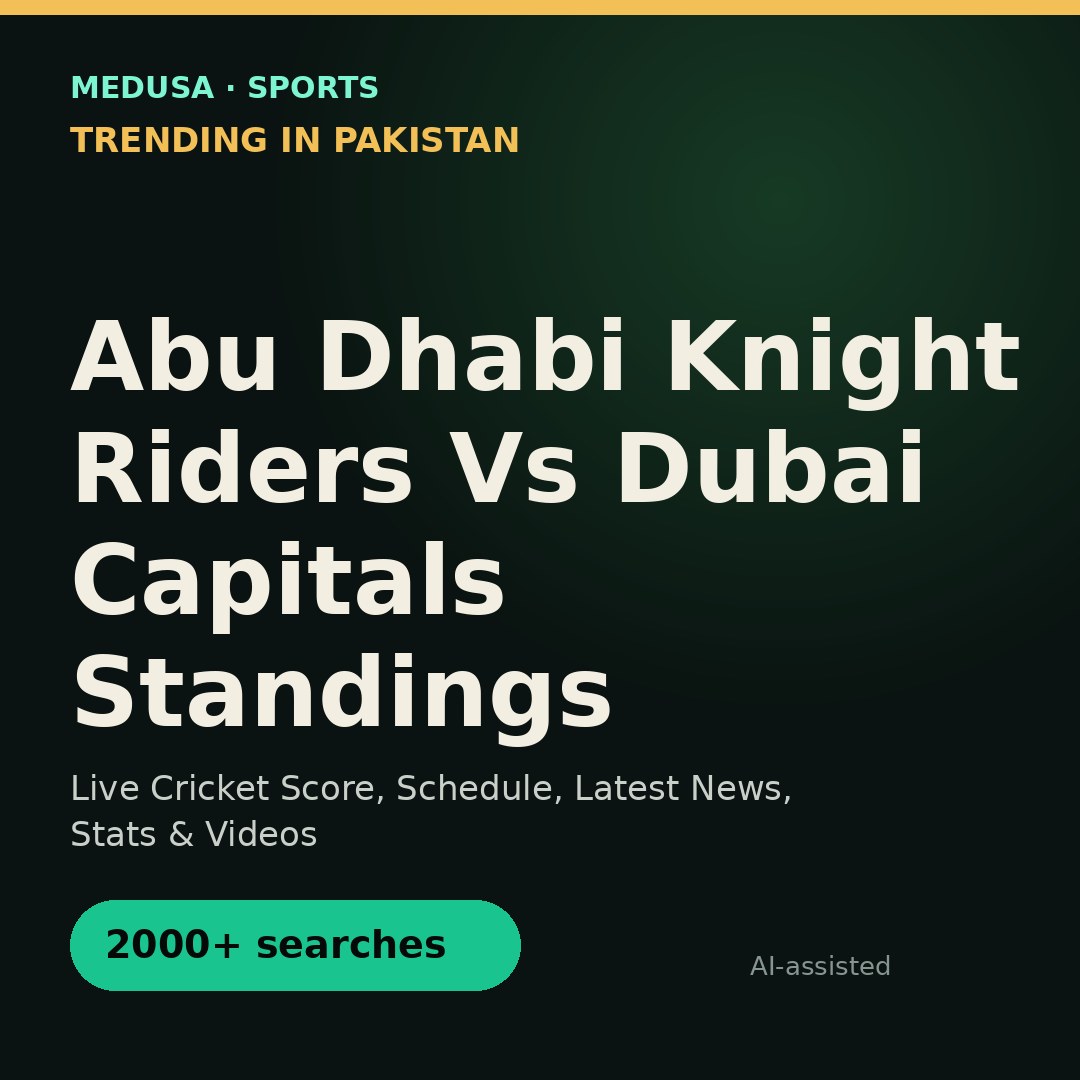 MEDUSA · SPORTS
TRENDING IN PAKISTAN
Abu Dhabi Knight
Riders Vs Dubai
Capitals
Standings
Live Cricket Score, Schedule, Latest News,
Stats & Videos
2000+ searches
AI-assisted